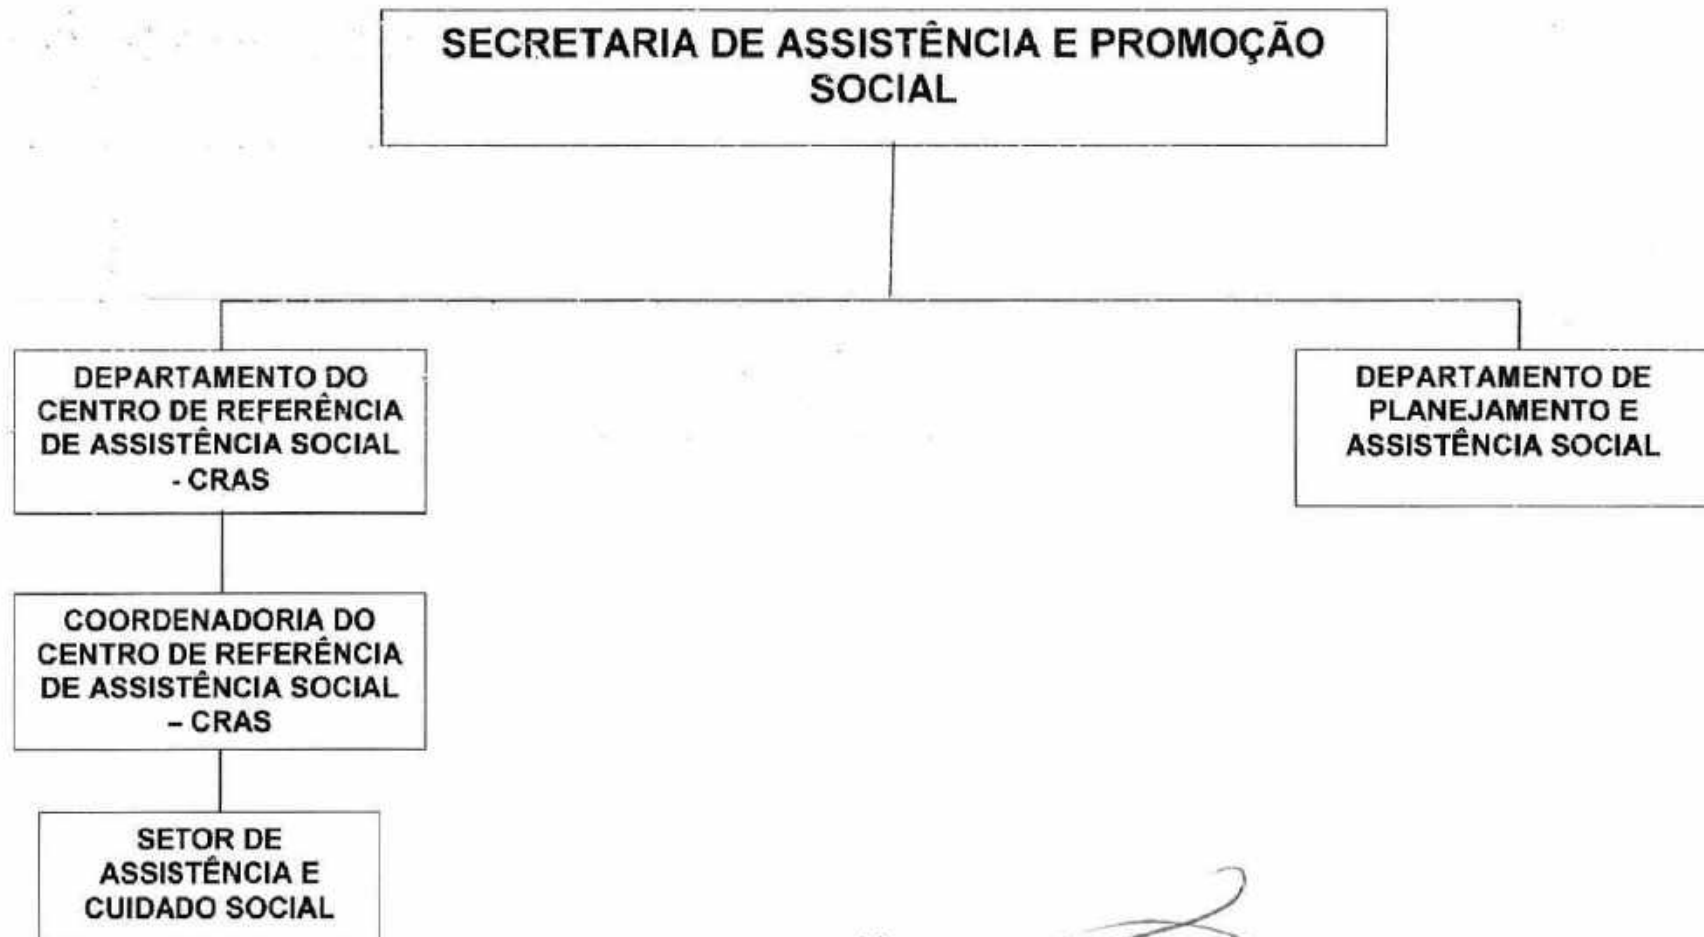 SECRETARIA DE ASSISTÊNCIA E PROMOÇÃO
SOCIAL
DEPARTAMENTO DO
CENTRO DE REFERÊNCIA
DE ASSISTÊNCIA SOCIAL
- CRAS
DEPARTAMENTO DE
PLANEJAMENTO E
ASSISTÊNCIA SOCIAL
COORDENADORIA DO
CENTRO DE REFERÊNCIA
DE ASSISTÊNCIA SOCIAL
– CRAS
SETOR DE
ASSISTÊNCIA E
CUIDADO SOCIAL